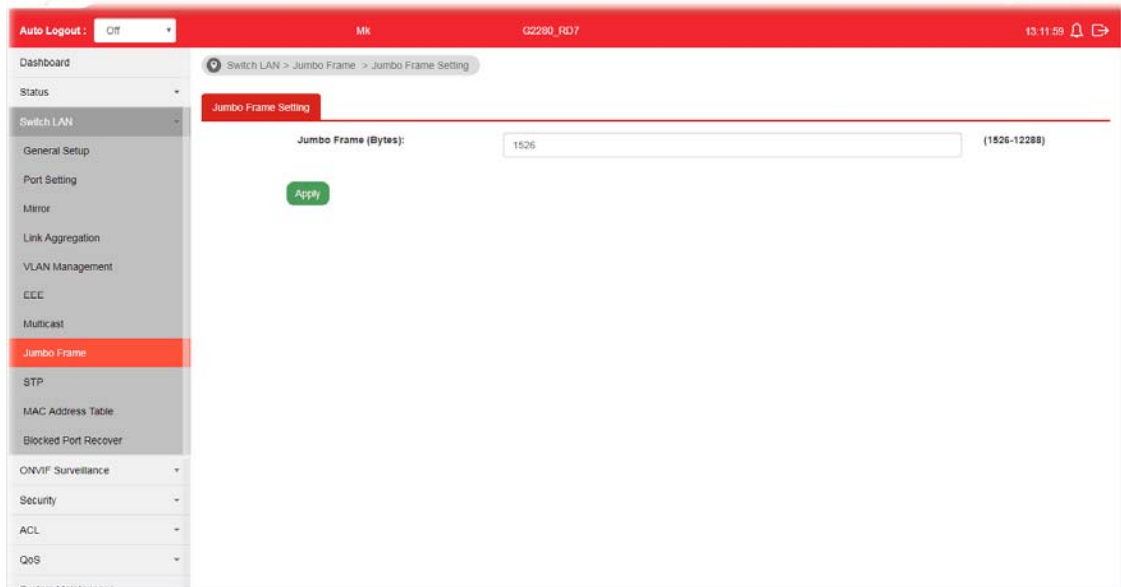 Auto Logout : Off Mk G2280_RD7 13:11:59
Dashboard
Switch LAN > Jumbo Frame > Jumbo Frame Setting
Status
Jumbo Frame Setting
Switch LAN
Jumbo Frame (Bytes): 1526 (1526-12288)
General Setup
Port Setting
Apply
Mirror
Link Aggregation
VLAN Management
EEE
Multicast
Jumbo Frame
STP
MAC Address Table
Blocked Port Recover
ONVIF Surveillance
Security
ACL
QoS